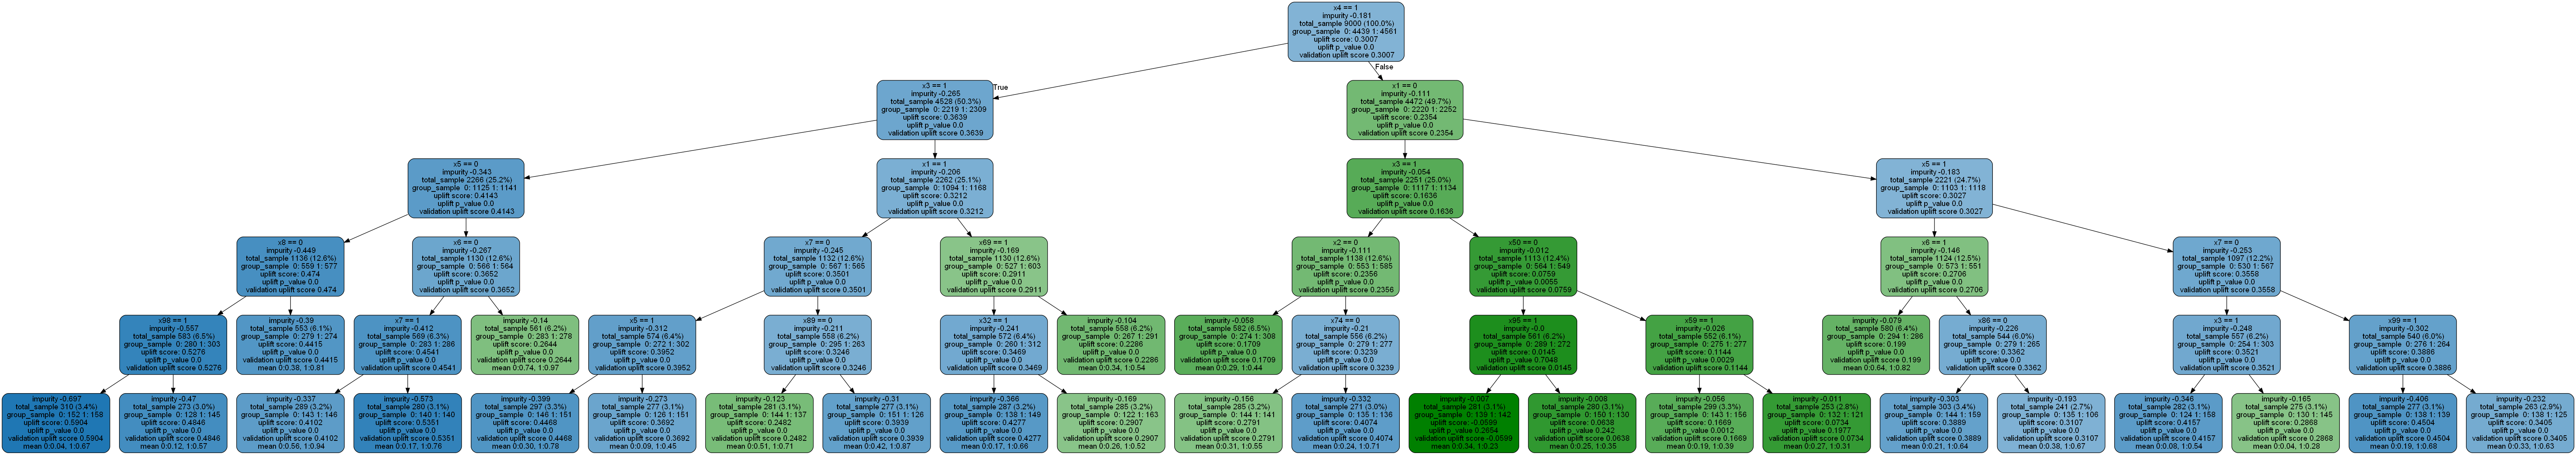 x4 == 1
impurity -0.181
total_sample 9000 (100.0%)
group_sample 0: 4439 1: 4561
uplift score: 0.3007
uplift p_value 0.0
validation uplift score 0.3007
True
False
x3 == 1
impurity -0.265
total_sample 4528 (50.3%)
group_sample 0: 2219 1: 2309
uplift score: 0.3639
uplift p_value 0.0
validation uplift score 0.3639
x1 == 0
impurity -0.111
total_sample 4472 (49.7%)
group_sample 0: 2220 1: 2252
uplift score: 0.2354
uplift p_value 0.0
validation uplift score 0.2354
x5 == 0
impurity -0.343
total_sample 2266 (25.2%)
group_sample 0: 1125 1: 1141
uplift score: 0.4143
uplift p_value 0.0
validation uplift score 0.4143
x1 == 1
impurity -0.206
total_sample 2262 (25.1%)
group_sample 0: 1094 1: 1168
uplift score: 0.3212
uplift p_value 0.0
validation uplift score 0.3212
x3 == 1
impurity -0.054
total_sample 2251 (25.0%)
group_sample 0: 1117 1: 1134
uplift score: 0.1636
uplift p_value 0.0
validation uplift score 0.1636
x5 == 1
impurity -0.183
total_sample 2221 (24.7%)
group_sample 0: 1103 1: 1118
uplift score: 0.3027
uplift p_value 0.0
validation uplift score 0.3027
x8 == 0
impurity -0.449
total_sample 1136 (12.6%)
group_sample 0: 559 1: 577
uplift score: 0.474
uplift p_value 0.0
validation uplift score 0.474
x6 == 0
impurity -0.267
total_sample 1130 (12.6%)
group_sample 0: 566 1: 564
uplift score: 0.3652
uplift p_value 0.0
validation uplift score 0.3652
x7 == 0
impurity -0.245
total_sample 1132 (12.6%)
group_sample 0: 567 1: 565
uplift score: 0.3501
uplift p_value 0.0
validation uplift score 0.3501
x69 == 1
impurity -0.169
total_sample 1130 (12.6%)
group_sample 0: 527 1: 603
uplift score: 0.2911
uplift p_value 0.0
validation uplift score 0.2911
x2 == 0
impurity -0.111
total_sample 1138 (12.6%)
group_sample 0: 553 1: 585
uplift score: 0.2356
uplift p_value 0.0
validation uplift score 0.2356
x50 == 0
impurity -0.012
total_sample 1113 (12.4%)
group_sample 0: 564 1: 549
uplift score: 0.0759
uplift p_value 0.0055
validation uplift score 0.0759
x6 == 1
impurity -0.146
total_sample 1124 (12.5%)
group_sample 0: 573 1: 551
uplift score: 0.2706
uplift p_value 0.0
validation uplift score 0.2706
x7 == 0
impurity -0.253
total_sample 1097 (12.2%)
group_sample 0: 530 1: 567
uplift score: 0.3558
uplift p_value 0.0
validation uplift score 0.3558
x98 == 1
impurity -0.557
total_sample 583 (6.5%)
group_sample 0: 280 1: 303
uplift score: 0.5276
uplift p_value 0.0
validation uplift score 0.5276
impurity -0.39
total_sample 553 (6.1%)
group_sample 0: 279 1: 274
uplift score: 0.4415
uplift p_value 0.0
validation uplift score 0.4415
mean 0:0.38, 1:0.81
x7 == 1
impurity -0.412
total_sample 569 (6.3%)
group_sample 0: 283 1: 286
uplift score: 0.4541
uplift p_value 0.0
validation uplift score 0.4541
impurity -0.14
total_sample 561 (6.2%)
group_sample 0: 283 1: 278
uplift score: 0.2644
uplift p_value 0.0
validation uplift score 0.2644
mean 0:0.74, 1:0.97
x5 == 1
impurity -0.312
total_sample 574 (6.4%)
group_sample 0: 272 1: 302
uplift score: 0.3952
uplift p_value 0.0
validation uplift score 0.3952
x89 == 0
impurity -0.211
total_sample 558 (6.2%)
group_sample 0: 295 1: 263
uplift score: 0.3246
uplift p_value 0.0
validation uplift score 0.3246
x32 == 1
impurity -0.241
total_sample 572 (6.4%)
group_sample 0: 260 1: 312
uplift score: 0.3469
uplift p_value 0.0
validation uplift score 0.3469
impurity -0.104
total_sample 558 (6.2%)
group_sample 0: 267 1: 291
uplift score: 0.2286
uplift p_value 0.0
validation uplift score 0.2286
mean 0:0.34, 1:0.54
impurity -0.058
total_sample 582 (6.5%)
group_sample 0: 274 1: 308
uplift score: 0.1709
uplift p_value 0.0
validation uplift score 0.1709
mean 0:0.29, 1:0.44
x74 == 0
impurity -0.21
total_sample 556 (6.2%)
group_sample 0: 279 1: 277
uplift score: 0.3239
uplift p_value 0.0
validation uplift score 0.3239
x95 == 1
impurity -0.0
total_sample 561 (6.2%)
group_sample 0: 289 1: 272
uplift score: 0.0145
uplift p_value 0.7048
validation uplift score 0.0145
x59 == 1
impurity -0.026
total_sample 552 (6.1%)
group_sample 0: 275 1: 277
uplift score: 0.1144
uplift p_value 0.0029
validation uplift score 0.1144
impurity -0.079
total_sample 580 (6.4%)
group_sample 0: 294 1: 286
uplift score: 0.199
uplift p_value 0.0
validation uplift score 0.199
mean 0:0.64, 1:0.82
x86 == 0
impurity -0.226
total_sample 544 (6.0%)
group_sample 0: 279 1: 265
uplift score: 0.3362
uplift p_value 0.0
validation uplift score 0.3362
x3 == 1
impurity -0.248
total_sample 557 (6.2%)
group_sample 0: 254 1: 303
uplift score: 0.3521
uplift p_value 0.0
validation uplift score 0.3521
x99 == 1
impurity -0.302
total_sample 540 (6.0%)
group_sample 0: 276 1: 264
uplift score: 0.3886
uplift p_value 0.0
validation uplift score 0.3886
impurity -0.697
total_sample 310 (3.4%)
group_sample 0: 152 1: 158
uplift score: 0.5904
uplift p_value 0.0
validation uplift score 0.5904
mean 0:0.04, 1:0.67
impurity -0.47
total_sample 273 (3.0%)
group_sample 0: 128 1: 145
uplift score: 0.4846
uplift p_value 0.0
validation uplift score 0.4846
mean 0:0.12, 1:0.57
impurity -0.337
total_sample 289 (3.2%)
group_sample 0: 143 1: 146
uplift score: 0.4102
uplift p_value 0.0
validation uplift score 0.4102
mean 0:0.56, 1:0.94
impurity -0.573
total_sample 280 (3.1%)
group_sample 0: 140 1: 140
uplift score: 0.5351
uplift p_value 0.0
validation uplift score 0.5351
mean 0:0.17, 1:0.76
impurity -0.399
total_sample 297 (3.3%)
group_sample 0: 146 1: 151
uplift score: 0.4468
uplift p_value 0.0
validation uplift score 0.4468
mean 0:0.30, 1:0.78
impurity -0.273
total_sample 277 (3.1%)
group_sample 0: 126 1: 151
uplift score: 0.3692
uplift p_value 0.0
validation uplift score 0.3692
mean 0:0.09, 1:0.45
impurity -0.123
total_sample 281 (3.1%)
group_sample 0: 144 1: 137
uplift score: 0.2482
uplift p_value 0.0
validation uplift score 0.2482
mean 0:0.51, 1:0.71
impurity -0.31
total_sample 277 (3.1%)
group_sample 0: 151 1: 126
uplift score: 0.3939
uplift p_value 0.0
validation uplift score 0.3939
mean 0:0.42, 1:0.87
impurity -0.366
total_sample 287 (3.2%)
group_sample 0: 138 1: 149
uplift score: 0.4277
uplift p_value 0.0
validation uplift score 0.4277
mean 0:0.17, 1:0.66
impurity -0.169
total_sample 285 (3.2%)
group_sample 0: 122 1: 163
uplift score: 0.2907
uplift p_value 0.0
validation uplift score 0.2907
mean 0:0.26, 1:0.52
impurity -0.156
total_sample 285 (3.2%)
group_sample 0: 144 1: 141
uplift score: 0.2791
uplift p_value 0.0
validation uplift score 0.2791
mean 0:0.31, 1:0.55
impurity -0.332
total_sample 271 (3.0%)
group_sample 0: 135 1: 136
uplift score: 0.4074
uplift p_value 0.0
validation uplift score 0.4074
mean 0:0.24, 1:0.71
impurity -0.007
total_sample 281 (3.1%)
group_sample 0: 139 1: 142
uplift score: -0.0599
uplift p_value 0.2654
validation uplift score -0.0599
mean 0:0.34, 1:0.23
impurity -0.008
total_sample 280 (3.1%)
group_sample 0: 150 1: 130
uplift score: 0.0638
uplift p_value 0.242
validation uplift score 0.0638
mean 0:0.25, 1:0.35
impurity -0.056
total_sample 299 (3.3%)
group_sample 0: 143 1: 156
uplift score: 0.1669
uplift p_value 0.0012
validation uplift score 0.1669
mean 0:0.19, 1:0.39
impurity -0.011
total_sample 253 (2.8%)
group_sample 0: 132 1: 121
uplift score: 0.0734
uplift p_value 0.1977
validation uplift score 0.0734
mean 0:0.27, 1:0.31
impurity -0.303
total_sample 303 (3.4%)
group_sample 0: 144 1: 159
uplift score: 0.3889
uplift p_value 0.0
validation uplift score 0.3889
mean 0:0.21, 1:0.64
impurity -0.193
total_sample 241 (2.7%)
group_sample 0: 135 1: 106
uplift score: 0.3107
uplift p_value 0.0
validation uplift score 0.3107
mean 0:0.38, 1:0.67
impurity -0.346
total_sample 282 (3.1%)
group_sample 0: 124 1: 158
uplift score: 0.4157
uplift p_value 0.0
validation uplift score 0.4157
mean 0:0.08, 1:0.54
impurity -0.165
total_sample 275 (3.1%)
group_sample 0: 130 1: 145
uplift score: 0.2868
uplift p_value 0.0
validation uplift score 0.2868
mean 0:0.04, 1:0.28
impurity -0.406
total_sample 277 (3.1%)
group_sample 0: 138 1: 139
uplift score: 0.4504
uplift p_value 0.0
validation uplift score 0.4504
mean 0:0.19, 1:0.68
impurity -0.232
total_sample 263 (2.9%)
group_sample 0: 138 1: 125
uplift score: 0.3405
uplift p_value 0.0
validation uplift score 0.3405
mean 0:0.33, 1:0.63